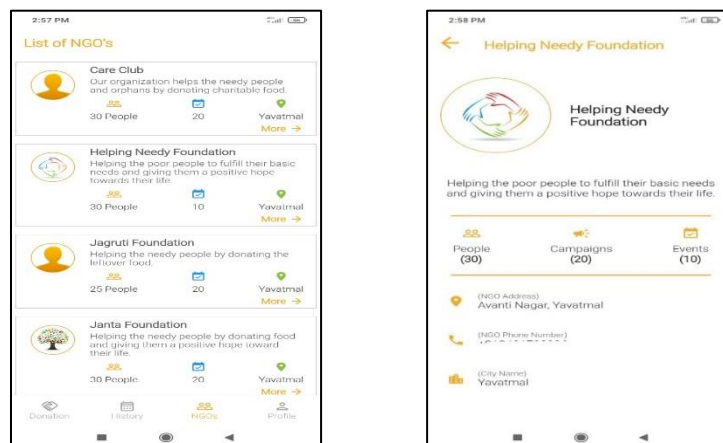 2:57 PM
List of NGO's
Care Club
Our organization helps the needy people
and orphans by donating charitable food.
30 People 20 Yavatmal
More →
Helping Needy Foundation
Helping the poor people to fulfill their basic
needs and giving them a positive hope
towards their life.
30 People 10 Yavatmal
More →
Jagruti Foundation
Helping the needy people by donating the
leftover food.
25 People 20 Yavatmal
More →
Janta Foundation
Helping the needy people by donating food
and giving them a positive hope toward
their life.
30 People 20 Yavatmal
More →
Donation History NGOs Profile
2:58 PM
← Helping Needy Foundation
Helping Needy
Foundation
Helping the poor people to fulfill their basic needs
and giving them a positive hope towards their life.
People Campaigns Events
(30) (20) (10)
(NGO Address)
Avanti Nagar, Yavatmal
(NGO Phone Number)
(City Name)
Yavatmal